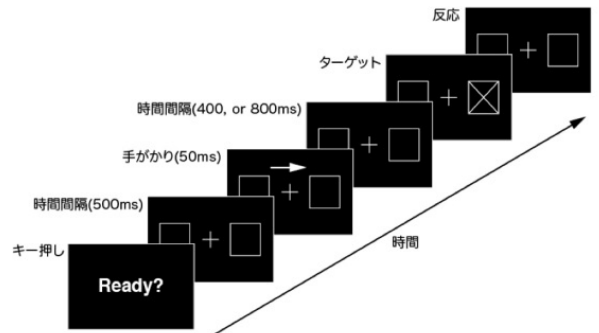 反応
ターゲット
時間間隔(400, or 800ms)
手がかり(50ms)
時間間隔(500ms)
キー押し
Ready?
時間